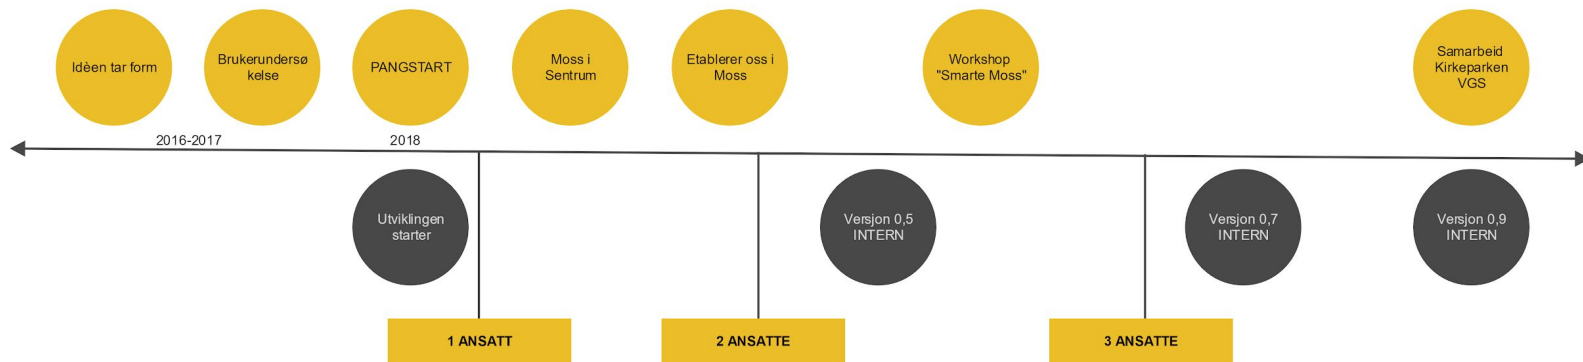 Idèen tar form
Brukerundersø
kelse
PANGSTART
Moss i
Sentrum
Etablerer oss i
Moss
Workshop
"Smarte Moss"
Samarbeid
Kirkeparken
VGS
2016-2017
2018
Utviklingen
starter
Versjon 0,5
INTERN
Versjon 0,7
INTERN
Versjon 0,9
INTERN
1 ANSATT
2 ANSATTE
3 ANSATTE